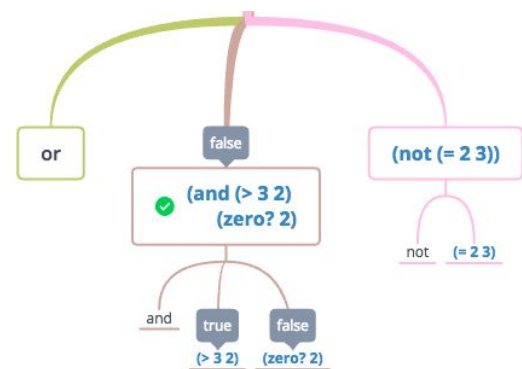 or
false
(and (> 3 2)
(zero? 2)
(not (= 2 3))
and
true
(> 3 2)
false
(zero? 2)
not
(= 2 3)